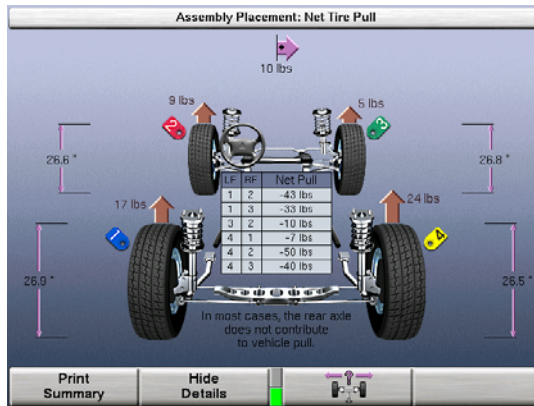 Assembly Placement: Net Tire Pull
10 lbs
9 lbs
5 lbs
2
3
26.6 "
26.8 "
LF RF Net Pull
1 2 -43 lbs
1 3 -33 lbs
3 2 -10 lbs
4 1 -7 lbs
4 2 -50 lbs
4 3 -40 lbs
17 lbs
24 lbs
1
4
26.9 "
26.5 "
In most cases, the rear axle
does not contribute
to vehicle pull.
Print
Summary
Hide
Details
?